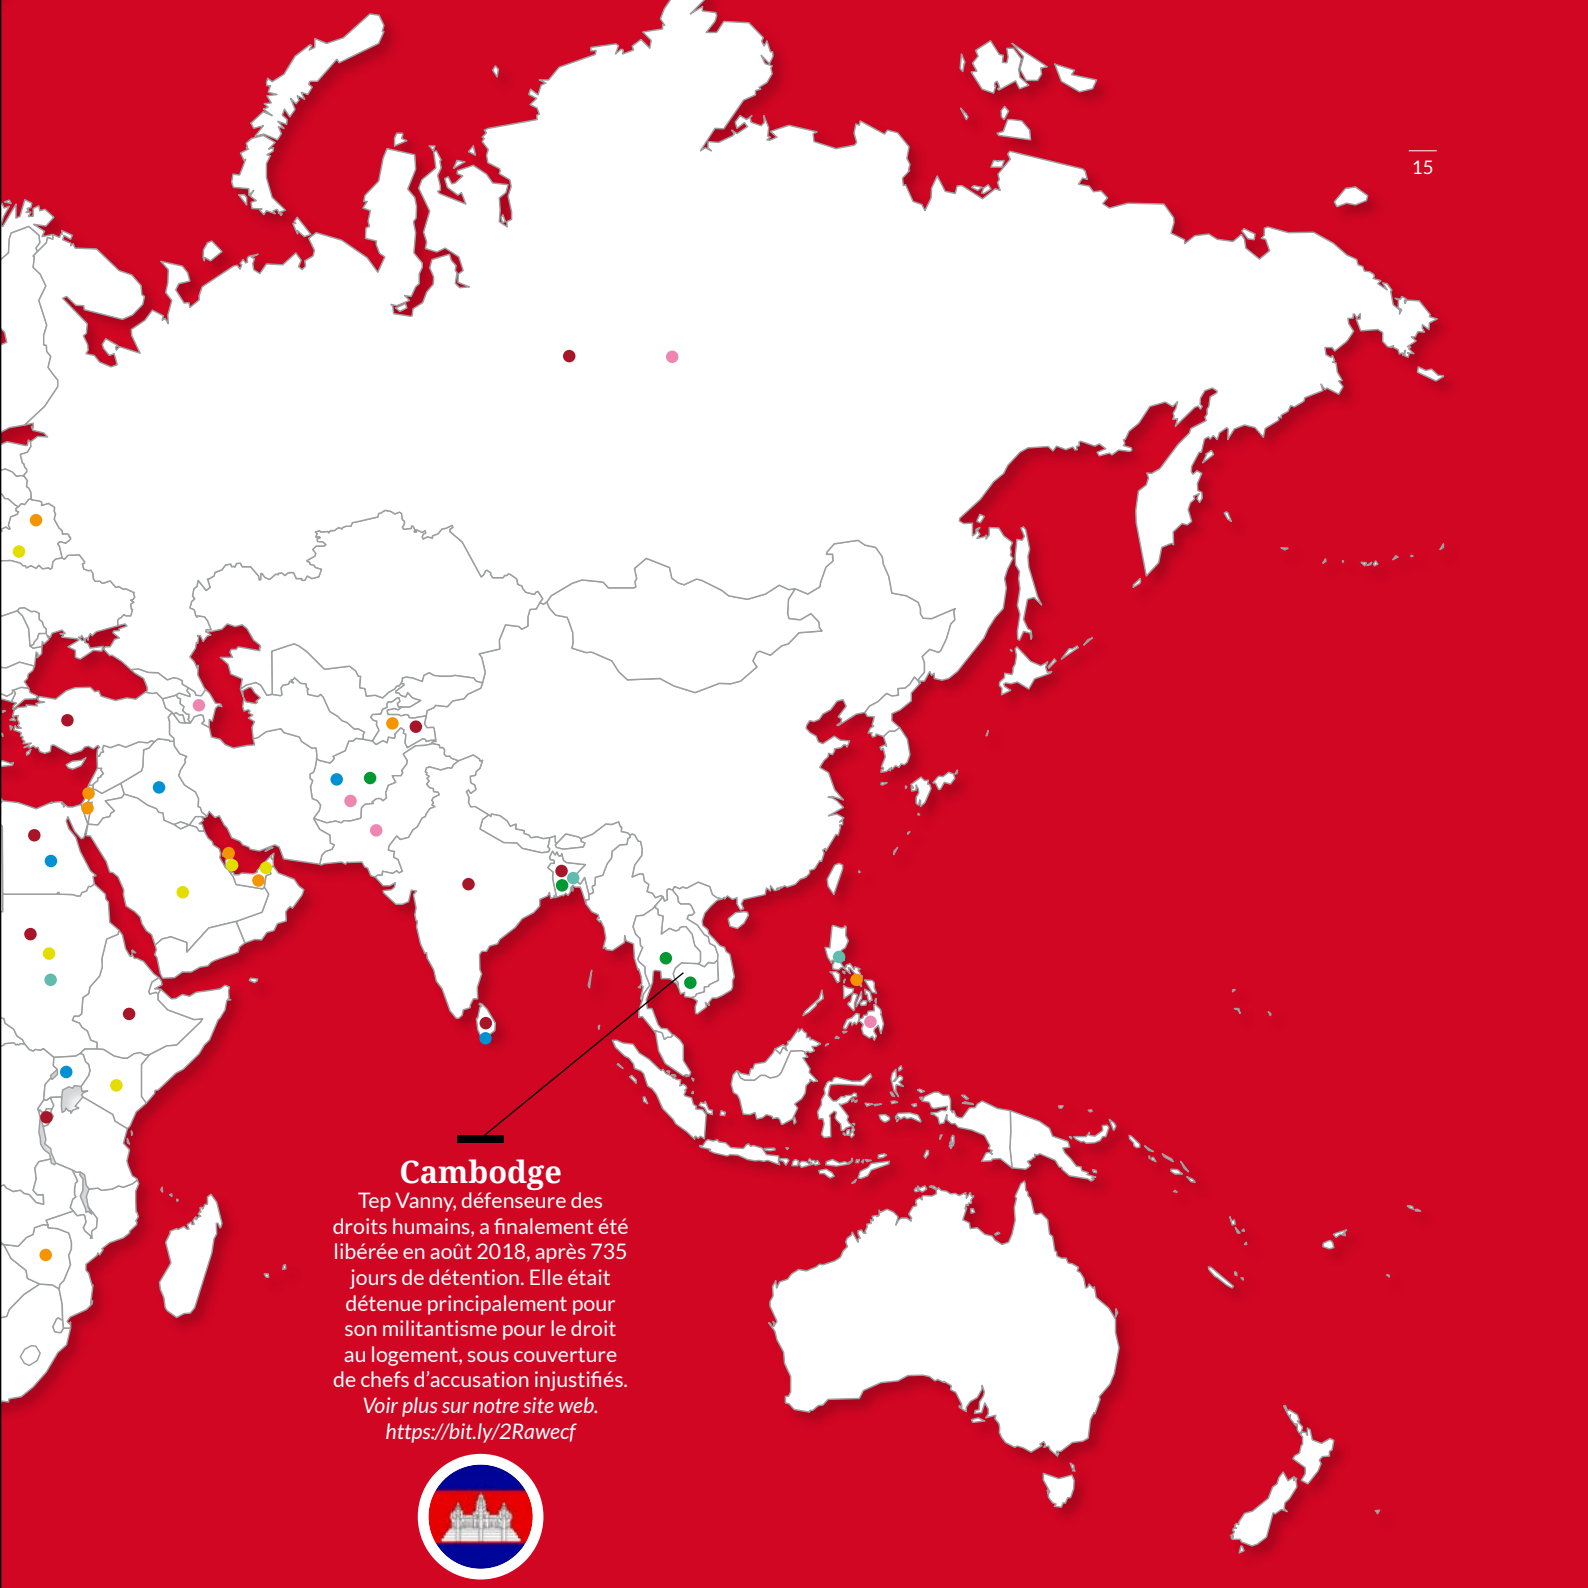 15
Cambodge
Tep Vanny, défenseure des
droits humains, a finalement été
libérée en août 2018, après 735
jours de détention. Elle était
détenue principalement pour
son militantisme pour le droit
au logement, sous couverture
de chefs d’accusation injustifiés.
Voir plus sur notre site web.
https://bit.ly/2Rawecf